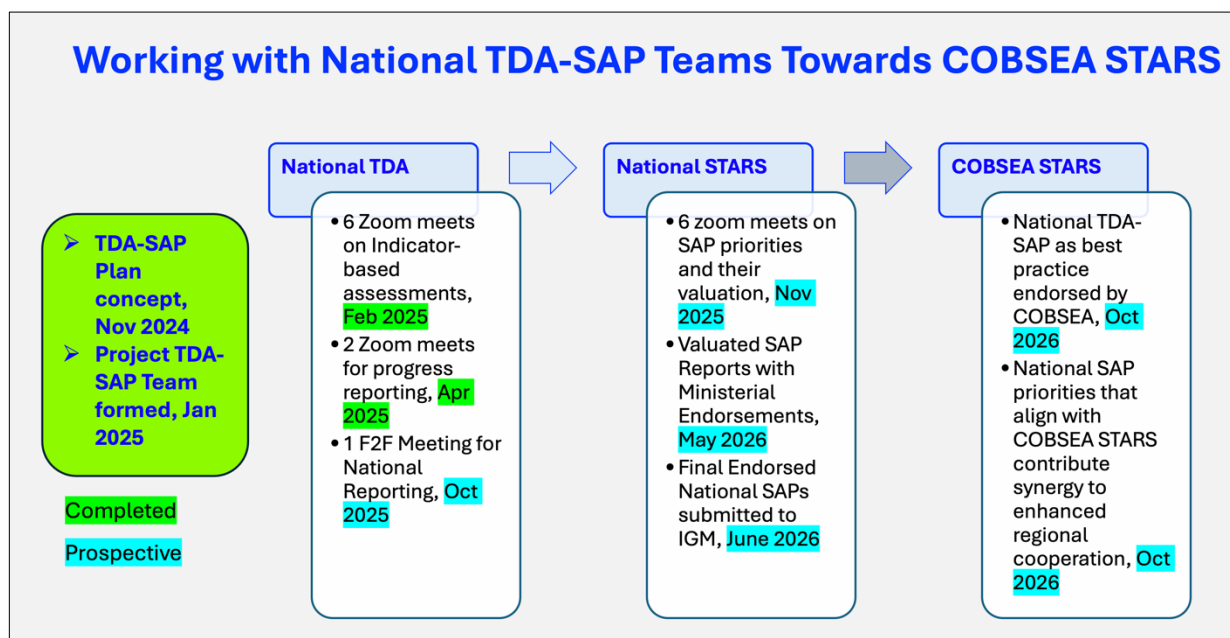 Working with National TDA-SAP Teams Towards COBSEA STARS
➤ TDA-SAP
Plan
concept,
Nov 2024
➤ Project TDA-
SAP Team
formed, Jan
2025
Completed
Prospective
National TDA
• 6 Zoom meets
on Indicator-
based
assessments,
Feb 2025
• 2 Zoom meets
for progress
reporting, Apr
2025
• 1 F2F Meeting for
National
Reporting, Oct
2025
National STARS
• 6 zoom meets on
SAP priorities
and their
valuation, Nov
2025
• Valuated SAP
Reports with
Ministerial
Endorsements,
May 2026
• Final Endorsed
National SAPs
submitted to
IGM, June 2026
COBSEA STARS
• National TDA-
SAP as best
practice
endorsed by
COBSEA, Oct
2026
• National SAP
priorities that
align with
COBSEA STARS
contribute
synergy to
enhanced
regional
cooperation, Oct
2026